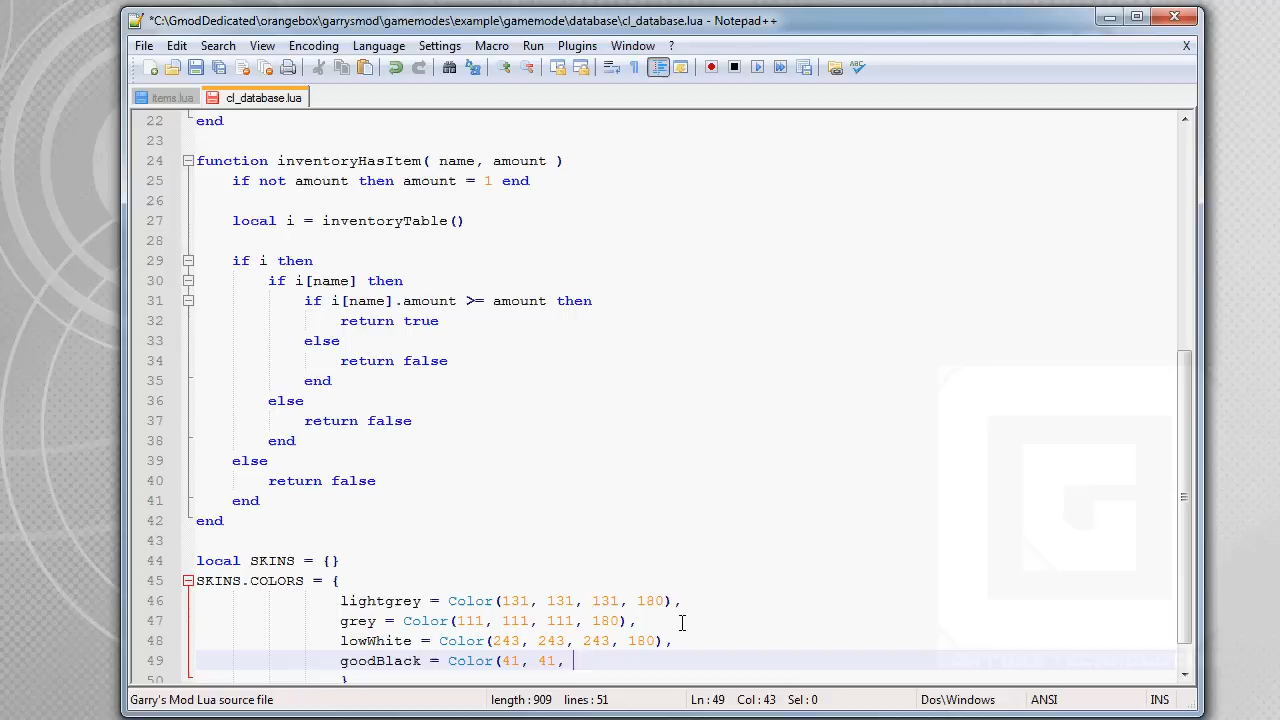 *C:\GmodDedicated\orangebox\garrysmod\gamemodes\example\gamemode\database\cl_database.lua - Notepad++
File Edit Search View Encoding Language Settings Macro Run Plugins Window ? X
items.lua cl_database.lua
22 end
23
24 function inventoryHasItem( name, amount )
25 if not amount then amount = 1 end
26
27 local i = inventoryTable()
28
29 if i then
30 if i[name] then
31 if i[name].amount >= amount then
32 return true
33 else
34 return false
35 end
36 else
37 return false
38 end
39 else
40 return false
41 end
42 end
43
44 local SKINS = {}
45 SKINS.COLORS = {
46 lightgrey = Color(131, 131, 131, 180),
47 grey = Color(111, 111, 111, 180),
48 lowWhite = Color(243, 243, 243, 180),
49 goodBlack = Color(41, 41,
50 }
Garry's Mod Lua source file length : 909 lines : 51 Ln : 49 Col : 43 Sel : 0 Dos\Windows ANSI INS